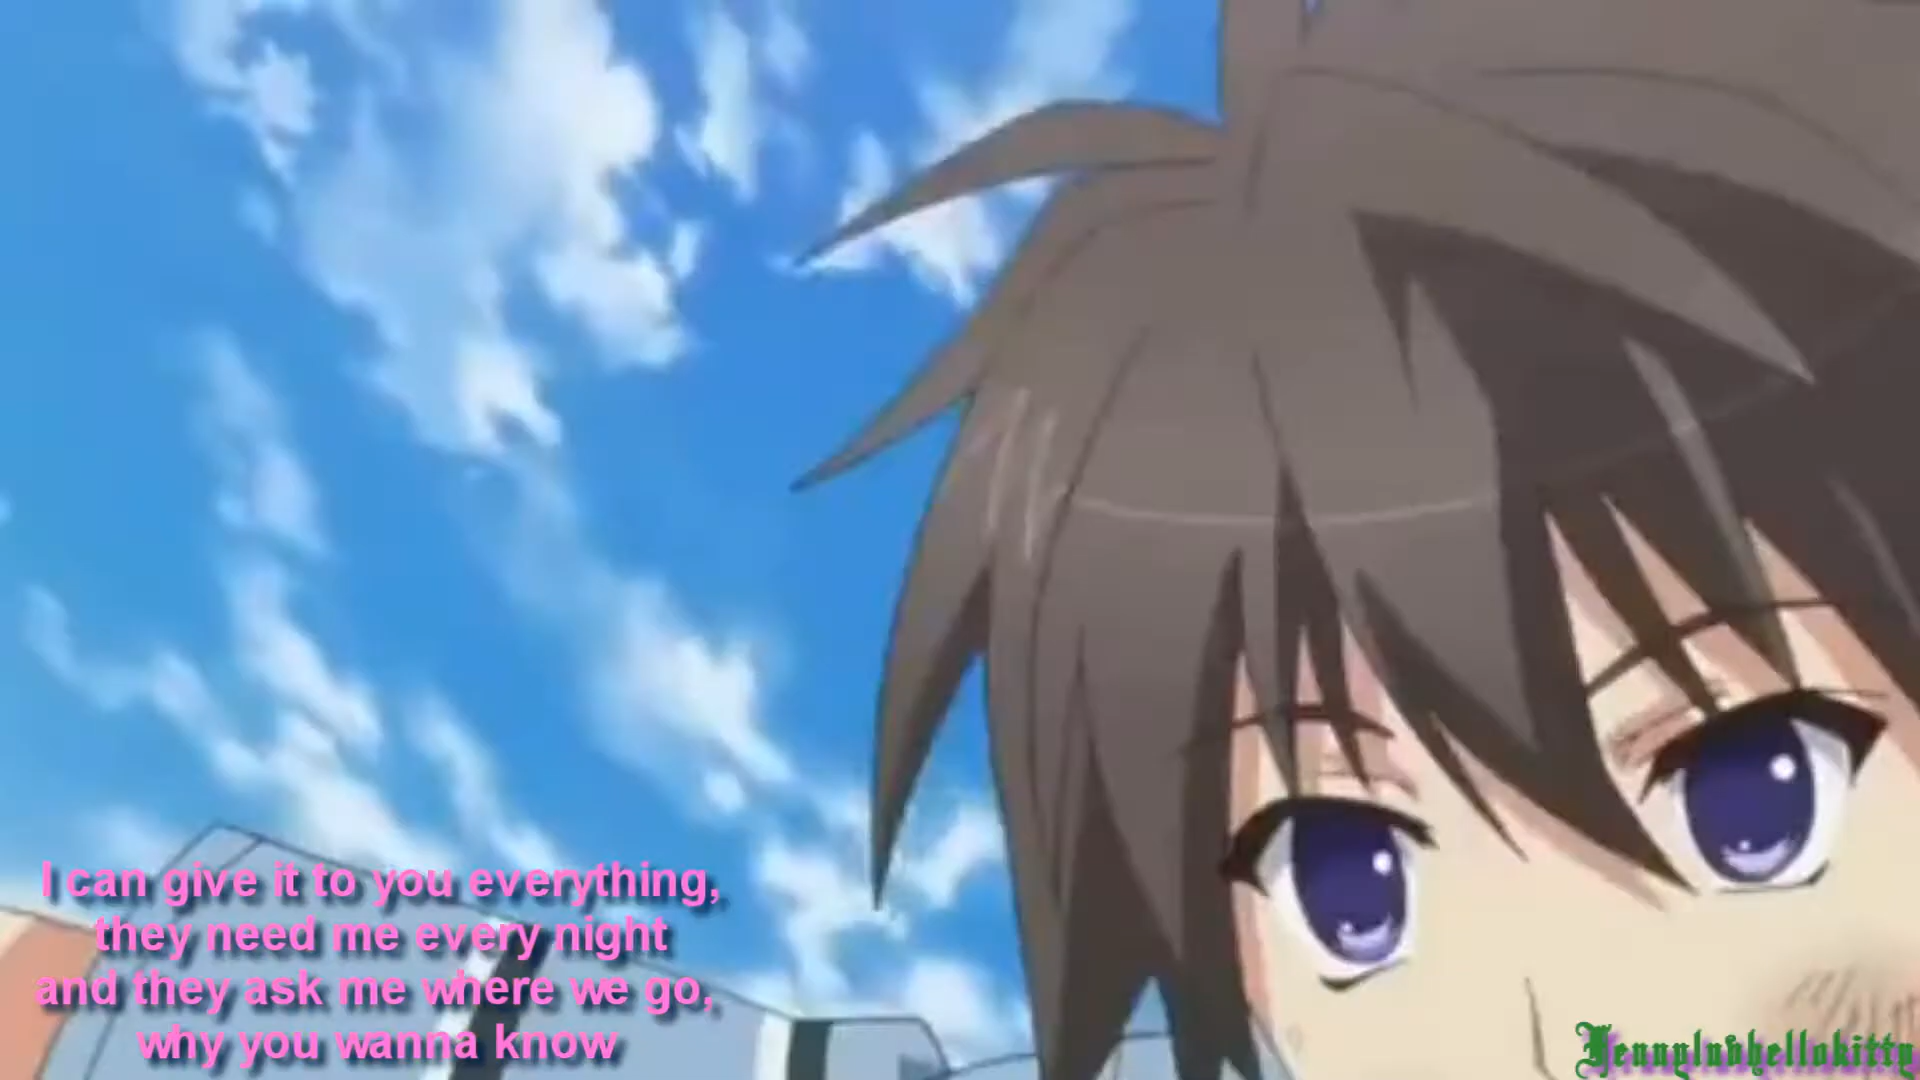 I can give it to you everything,
they need me every night
and they ask me where we go,
why you wanna know
Jennyluvhellokitty